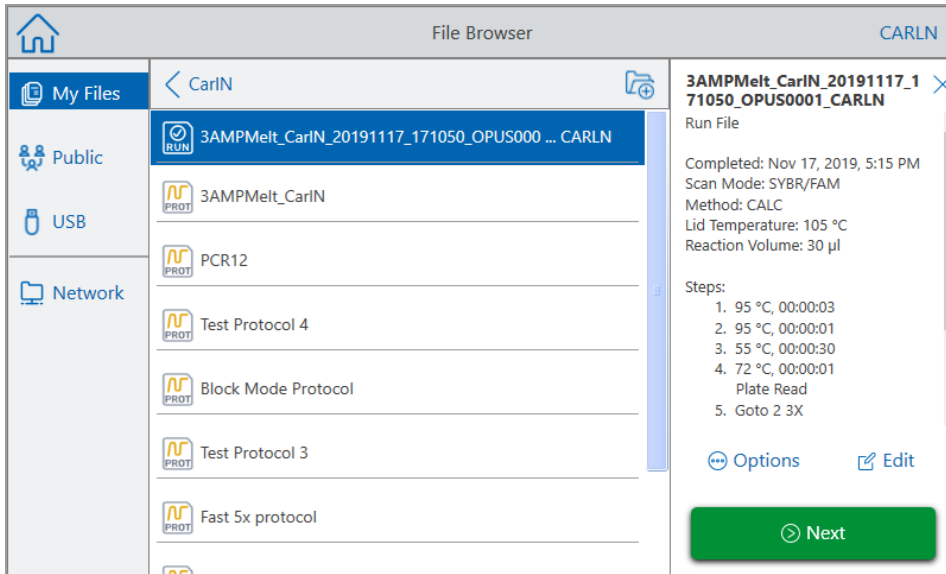 File Browser
CARLN
My Files
Public
USB
Network
CarIN
RUN
3AMPMelt_CarIN_20191117_171050_OPUS000 ... CARLN
PROT
3AMPMelt_CarIN
PROT
PCR12
PROT
Test Protocol 4
PROT
Block Mode Protocol
PROT
Test Protocol 3
PROT
Fast 5x protocol
3AMPMelt_CarIN_20191117_1
71050_OPUS0001_CARLN
Run File
Completed: Nov 17, 2019, 5:15 PM
Scan Mode: SYBR/FAM
Method: CALC
Lid Temperature: 105 °C
Reaction Volume: 30 µl
Steps:
1. 95 °C, 00:00:03
2. 95 °C, 00:00:01
3. 55 °C, 00:00:30
4. 72 °C, 00:00:01
Plate Read
5. Goto 2 3X
Options
Edit
Next